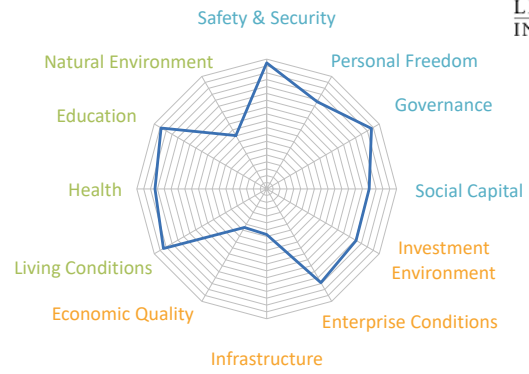 Safety & Security
Natural Environment
Personal Freedom
Education
Governance
Health
Social Capital
Investment
Environment
Living Conditions
Economic Quality
Enterprise Conditions
Infrastructure